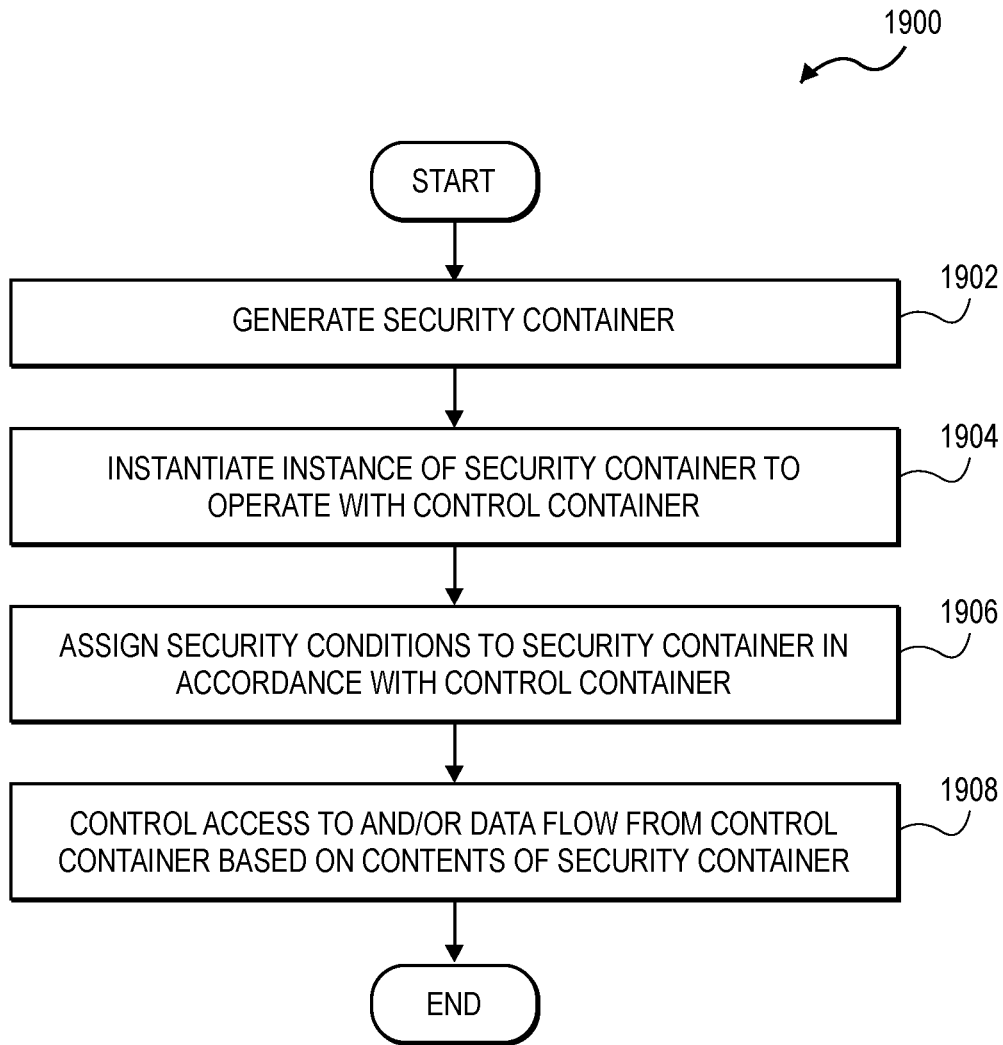 1900
START
GENERATE SECURITY CONTAINER
1902
INSTANTIATE INSTANCE OF SECURITY CONTAINER TO
OPERATE WITH CONTROL CONTAINER
1904
ASSIGN SECURITY CONDITIONS TO SECURITY CONTAINER IN
ACCORDANCE WITH CONTROL CONTAINER
1906
CONTROL ACCESS TO AND/OR DATA FLOW FROM CONTROL
CONTAINER BASED ON CONTENTS OF SECURITY CONTAINER
1908
END